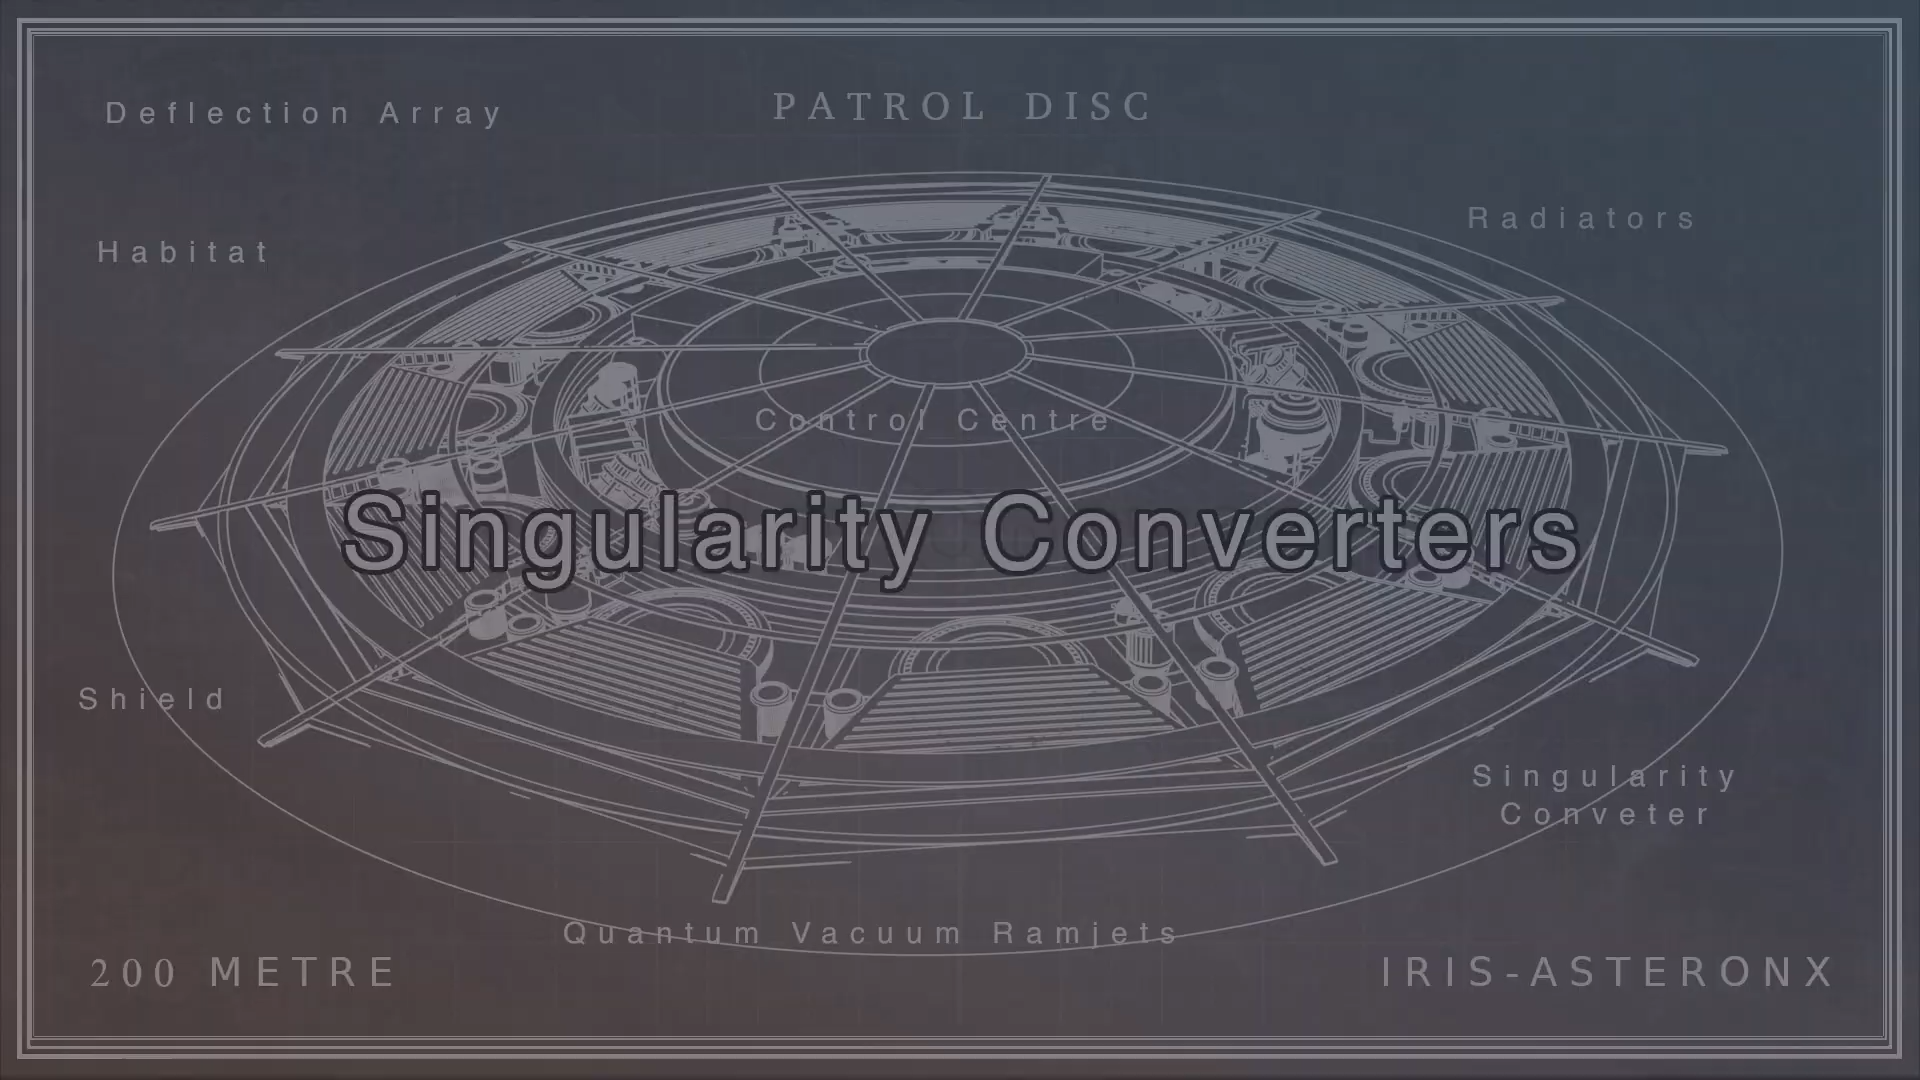 Deflection Array
PATROL DISC
Radiators
Habitat
Control Centre
Singularity Converters
Shield
Singularity
Conveter
Quantum Vacuum Ramjets
200 METRE
IRIS-ASTERONX